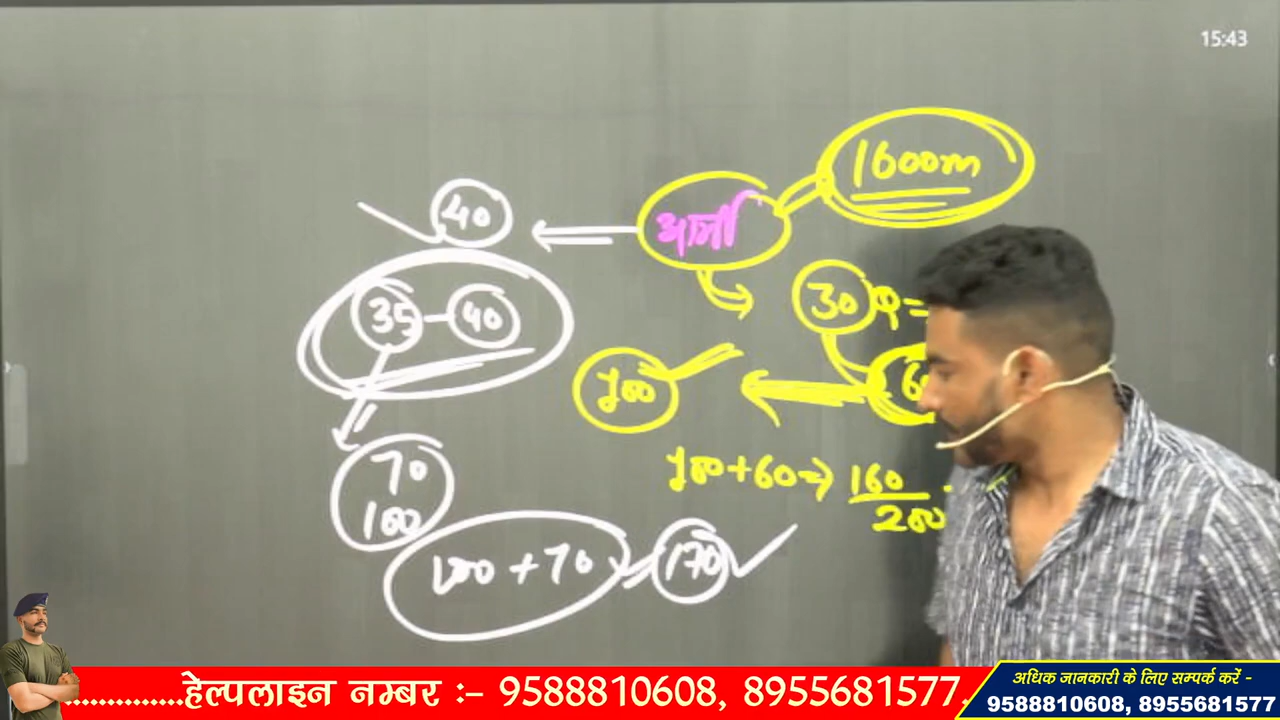 15:43
1600m
40
आर्मी
35 - 40
30 Q =
100
70
100
100 + 60 ⇒ 160/200
100 + 70 = 170 ✓
..............हेल्पलाइन नम्बर :- 9588810608, 8955681577.
अधिक जानकारी के लिए सम्पर्क करें -
9588810608, 8955681577